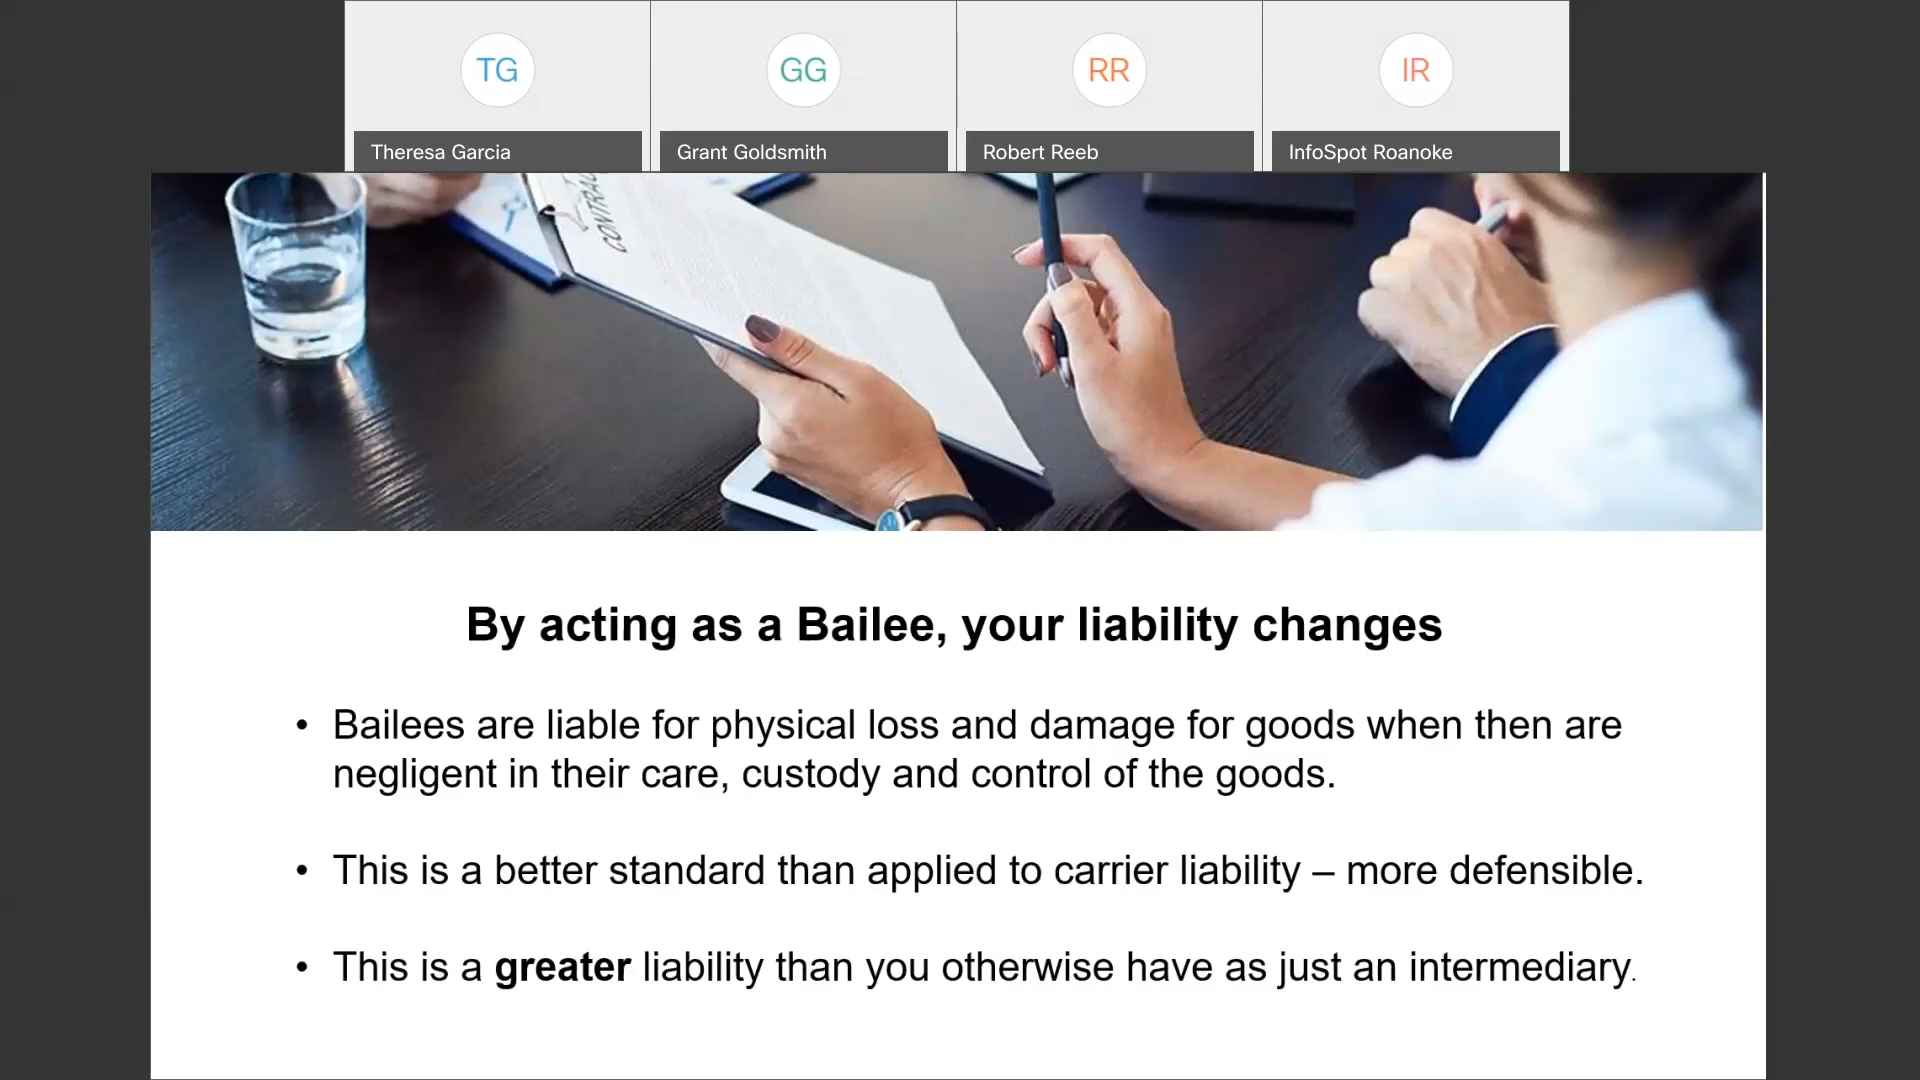 TG
GG
RR
IR
Theresa Garcia
Grant Goldsmith
Robert Reeb
InfoSpot Roanoke
By acting as a Bailee, your liability changes
• Bailees are liable for physical loss and damage for goods when then are
negligent in their care, custody and control of the goods.
• This is a better standard than applied to carrier liability – more defensible.
• This is a greater liability than you otherwise have as just an intermediary.